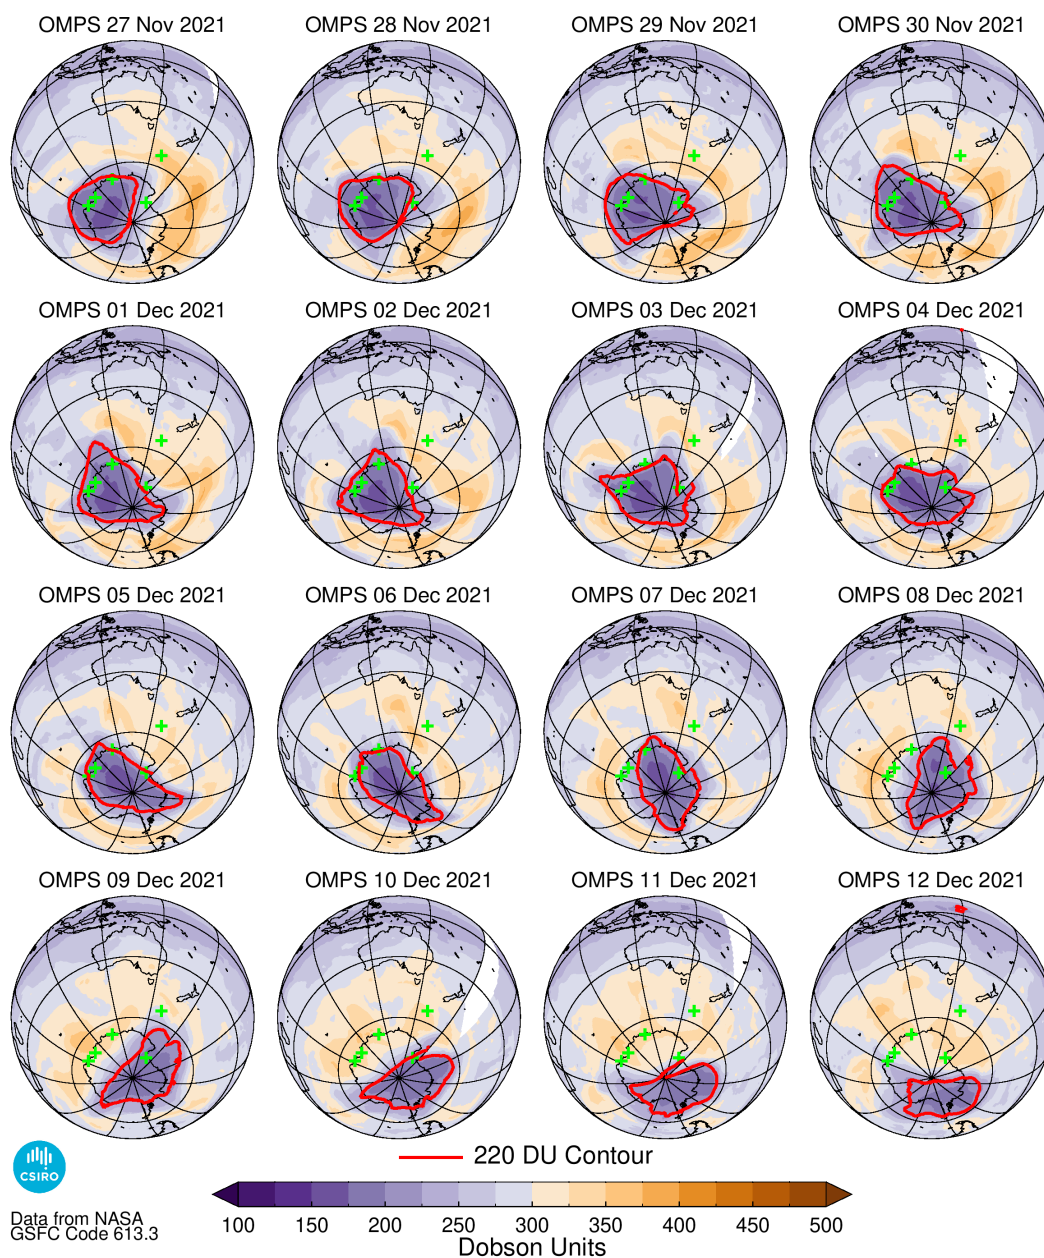 OMPS 27 Nov 2021
OMPS 28 Nov 2021
OMPS 29 Nov 2021
OMPS 30 Nov 2021
OMPS 01 Dec 2021
OMPS 02 Dec 2021
OMPS 03 Dec 2021
OMPS 04 Dec 2021
OMPS 05 Dec 2021
OMPS 06 Dec 2021
OMPS 07 Dec 2021
OMPS 08 Dec 2021
OMPS 09 Dec 2021
OMPS 10 Dec 2021
OMPS 11 Dec 2021
OMPS 12 Dec 2021
220 DU Contour
CSIRO
Data from NASA
GSFC Code 613.3
100 150 200 250 300 350 400 450 500
Dobson Units